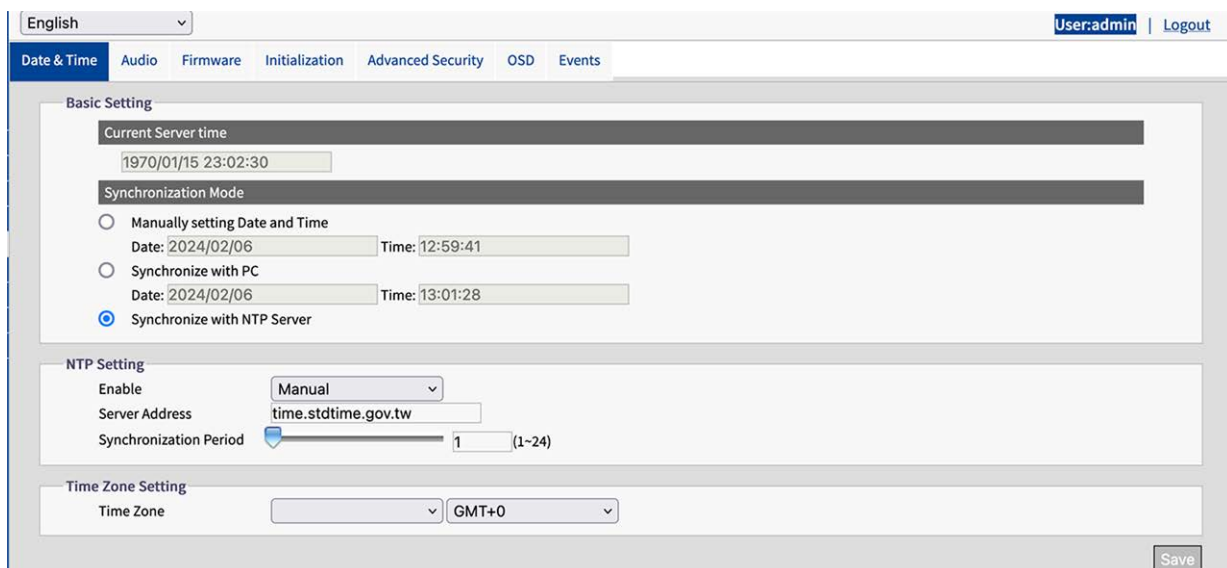 English User:admin | Logout
Date & Time Audio Firmware Initialization Advanced Security OSD Events
Basic Setting
Current Server time
1970/01/15 23:02:30
Synchronization Mode
Manually setting Date and Time
Date: 2024/02/06 Time: 12:59:41
Synchronize with PC
Date: 2024/02/06 Time: 13:01:28
Synchronize with NTP Server
NTP Setting
Enable Manual
Server Address time.stdtime.gov.tw
Synchronization Period 1 (1~24)
Time Zone Setting
Time Zone GMT+0
Save